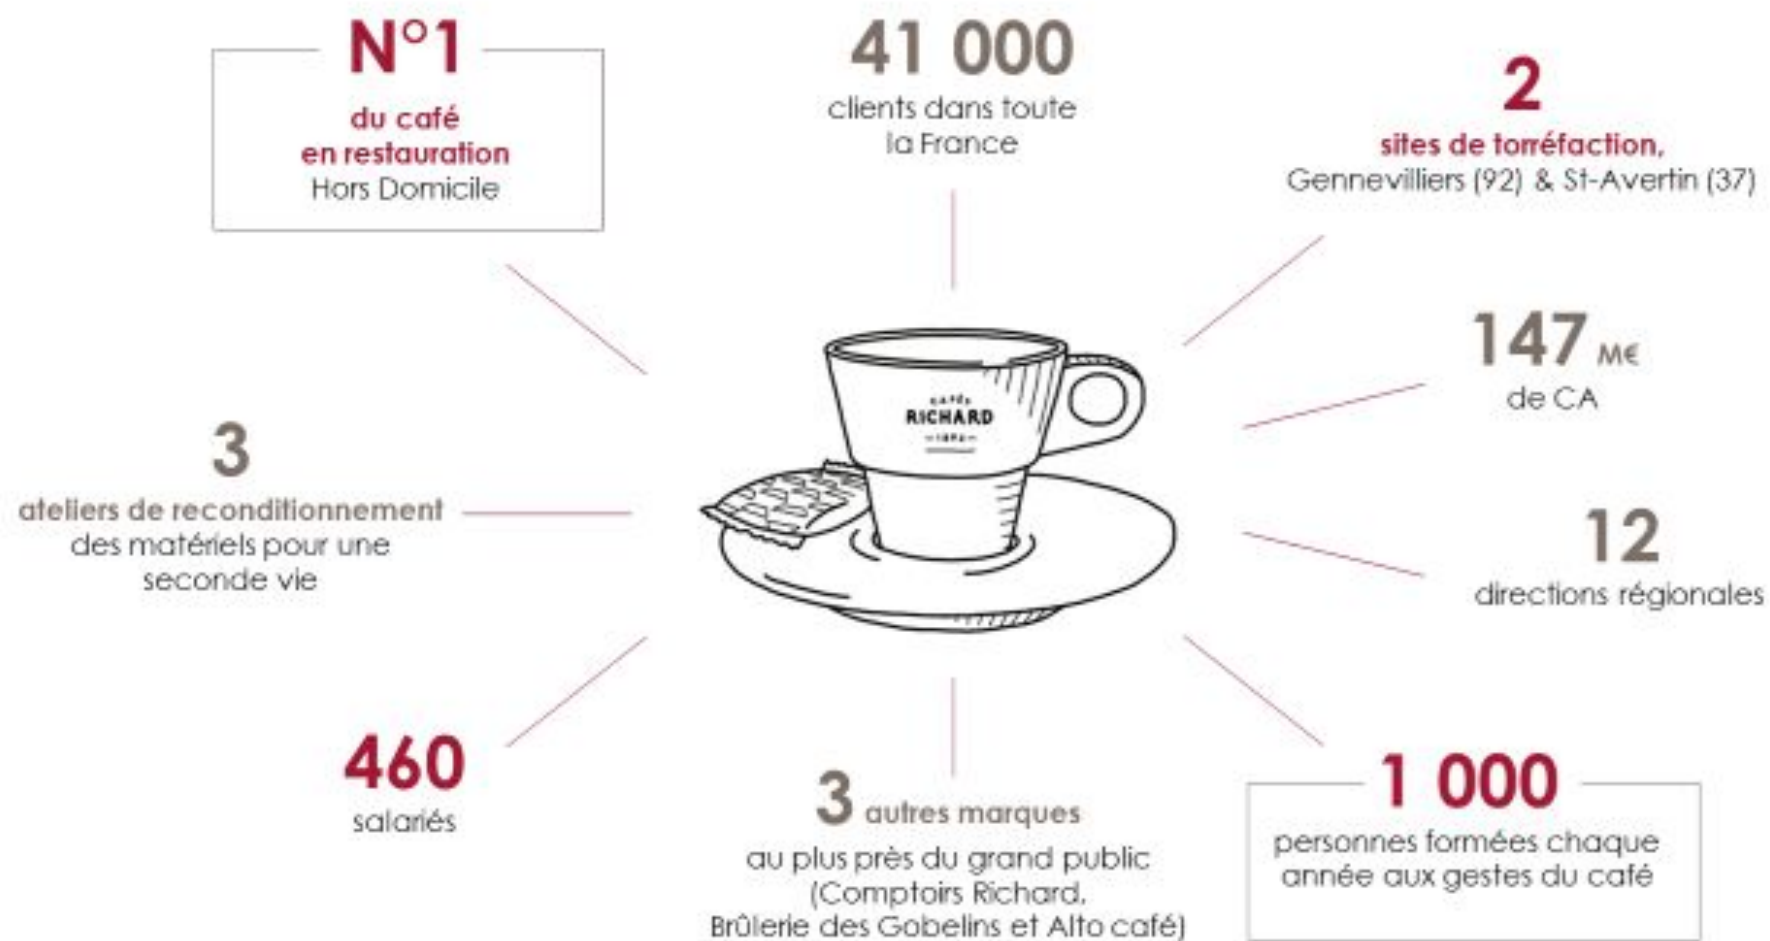 N°1
du café
en restauration
Hors Domicile
41 000
clients dans toute
la France
2
sites de torréfaction,
Gennevilliers (92) & St-Avertin (37)
147 M€
de CA
12
directions régionales
1 000
personnes formées chaque
année aux gestes du café
3 autres marques
au plus près du grand public
(Comptoirs Richard,
Brûlerie des Gobelins et Alto café)
460
salariés
3
ateliers de reconditionnement
des matériels pour une
seconde vie
CAFÉS
RICHARD
–1892–